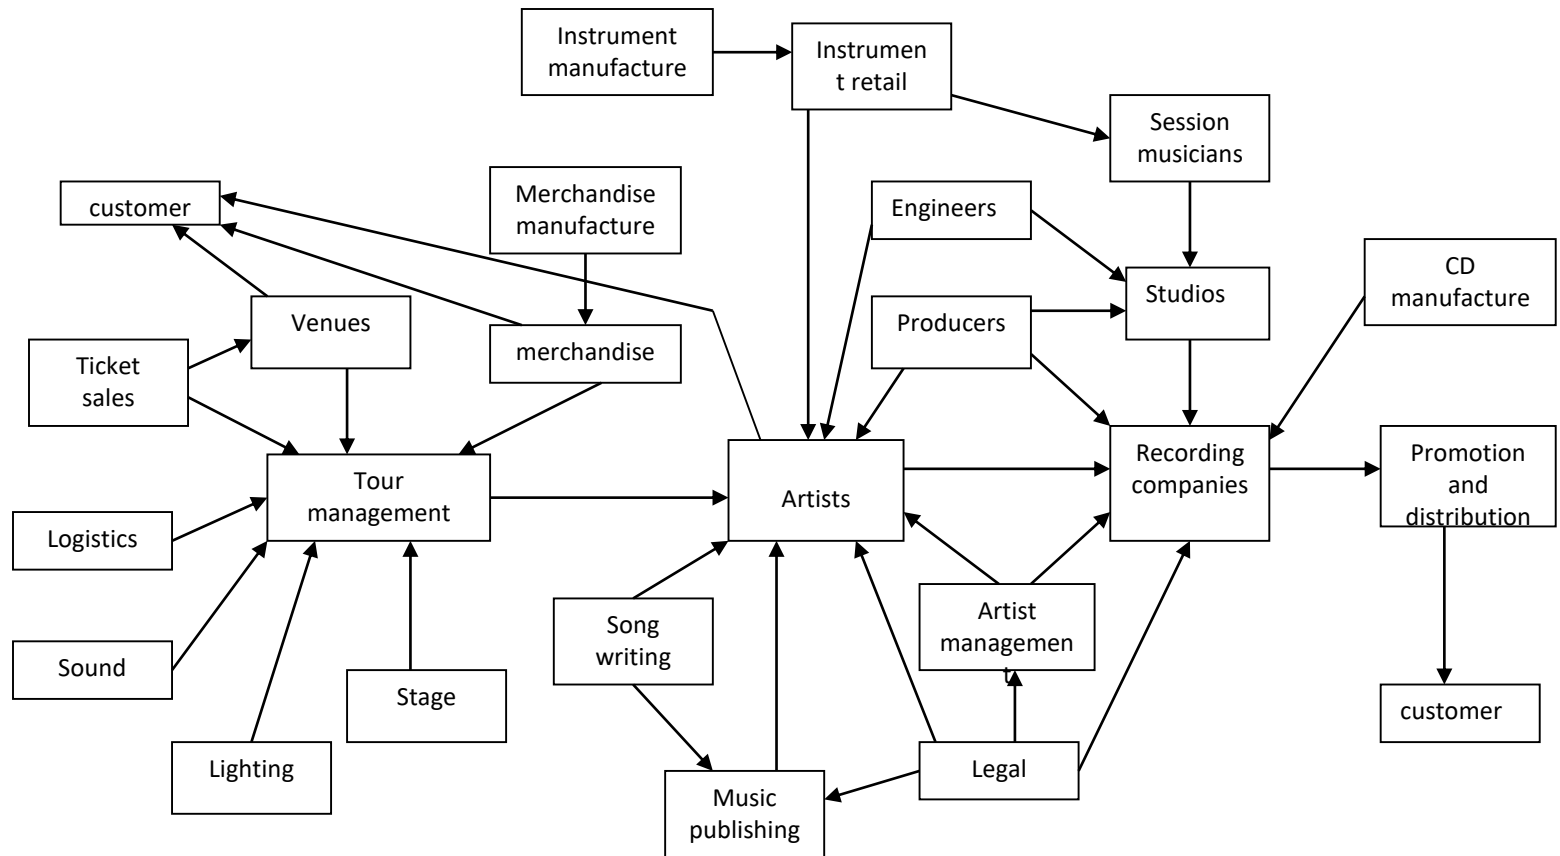 Instrument
manufacture
Instrumen
t retail
Session
musicians
customer
Merchandise
manufacture
Engineers
CD
manufacture
Studios
Venues
Producers
merchandise
Ticket
sales
Recording
companies
Promotion
and
distribution
Tour
management
Artists
Logistics
Song
writing
Artist
managemen
t
Sound
Stage
customer
Lighting
Legal
Music
publishing